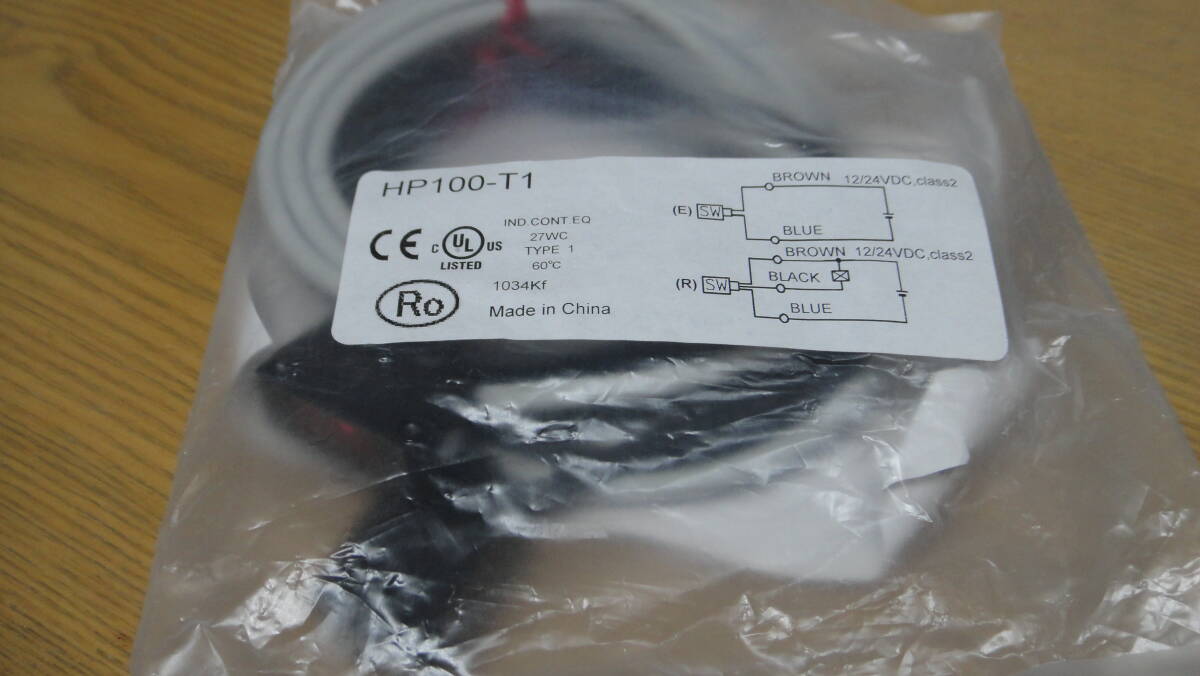 HP100-T1
CE
C UL US
LISTED
IND.CONT.EQ
27WC
TYPE 1
60℃
Ro
1034Kf
Made in China
(E) SW
BROWN 12/24VDC,class2
BLUE
(R) SW
BROWN 12/24VDC,class2
BLACK
BLUE